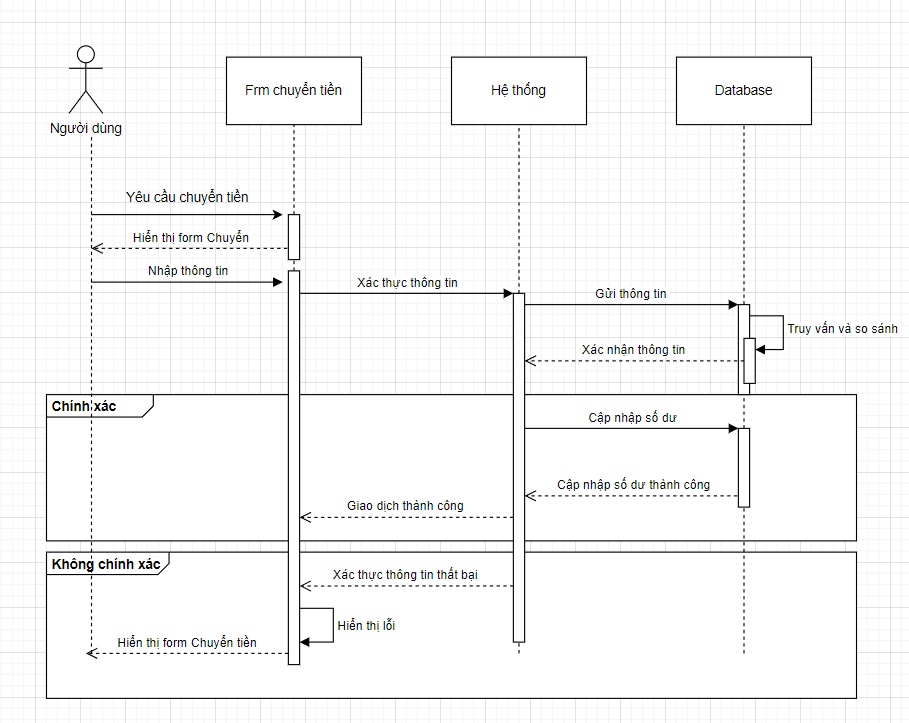 Frm chuyển tiền
Hệ thống
Database
Người dùng
Yêu cầu chuyển tiền
Hiển thị form Chuyển
Nhập thông tin
Xác thực thông tin
Gửi thông tin
Truy vấn và so sánh
Xác nhận thông tin
Chính xác
Cập nhập số dư
Cập nhập số dư thành công
Giao dịch thành công
Không chính xác
Xác thực thông tin thất bại
Hiển thị lỗi
Hiển thị form Chuyển tiền